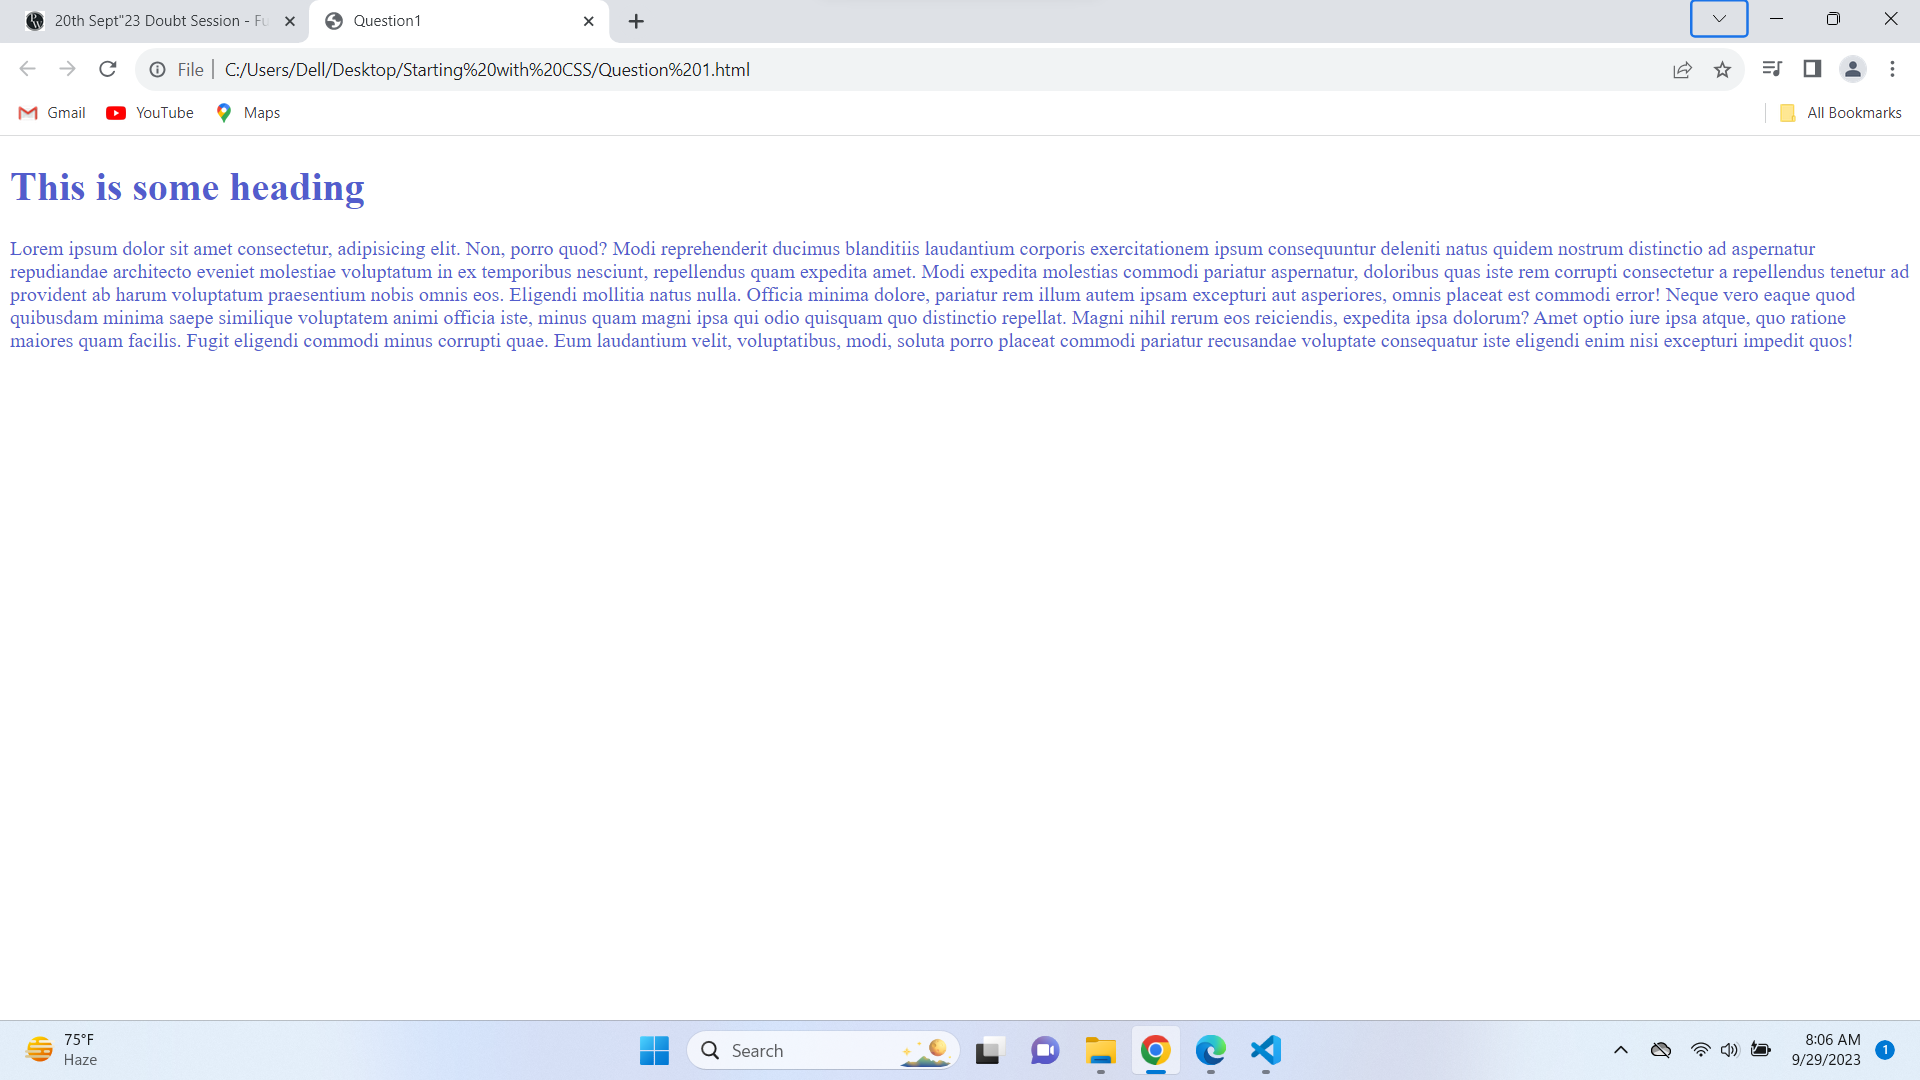 20th Sept"23 Doubt Session - Fu
Question1
File
C:/Users/Dell/Desktop/Starting%20with%20CSS/Question%201.html
Gmail
YouTube
Maps
All Bookmarks
This is some heading
Lorem ipsum dolor sit amet consectetur, adipisicing elit. Non, porro quod? Modi reprehenderit ducimus blanditiis laudantium corporis exercitationem ipsum consequuntur deleniti natus quidem nostrum distinctio ad aspernatur
repudiandae architecto eveniet molestiae voluptatum in ex temporibus nesciunt, repellendus quam expedita amet. Modi expedita molestias commodi pariatur aspernatur, doloribus quas iste rem corrupti consectetur a repellendus tenetur ad
provident ab harum voluptatum praesentium nobis omnis eos. Eligendi mollitia natus nulla. Officia minima dolore, pariatur rem illum autem ipsam excepturi aut asperiores, omnis placeat est commodi error! Neque vero eaque quod
quibusdam minima saepe similique voluptatem animi officia iste, minus quam magni ipsa qui odio quisquam quo distinctio repellat. Magni nihil rerum eos reiciendis, expedita ipsa dolorum? Amet optio iure ipsa atque, quo ratione
maiores quam facilis. Fugit eligendi commodi minus corrupti quae. Eum laudantium velit, voluptatibus, modi, soluta porro placeat commodi pariatur recusandae voluptate consequatur iste eligendi enim nisi excepturi impedit quos!
75°F
Haze
Search
8:06 AM
9/29/2023
1